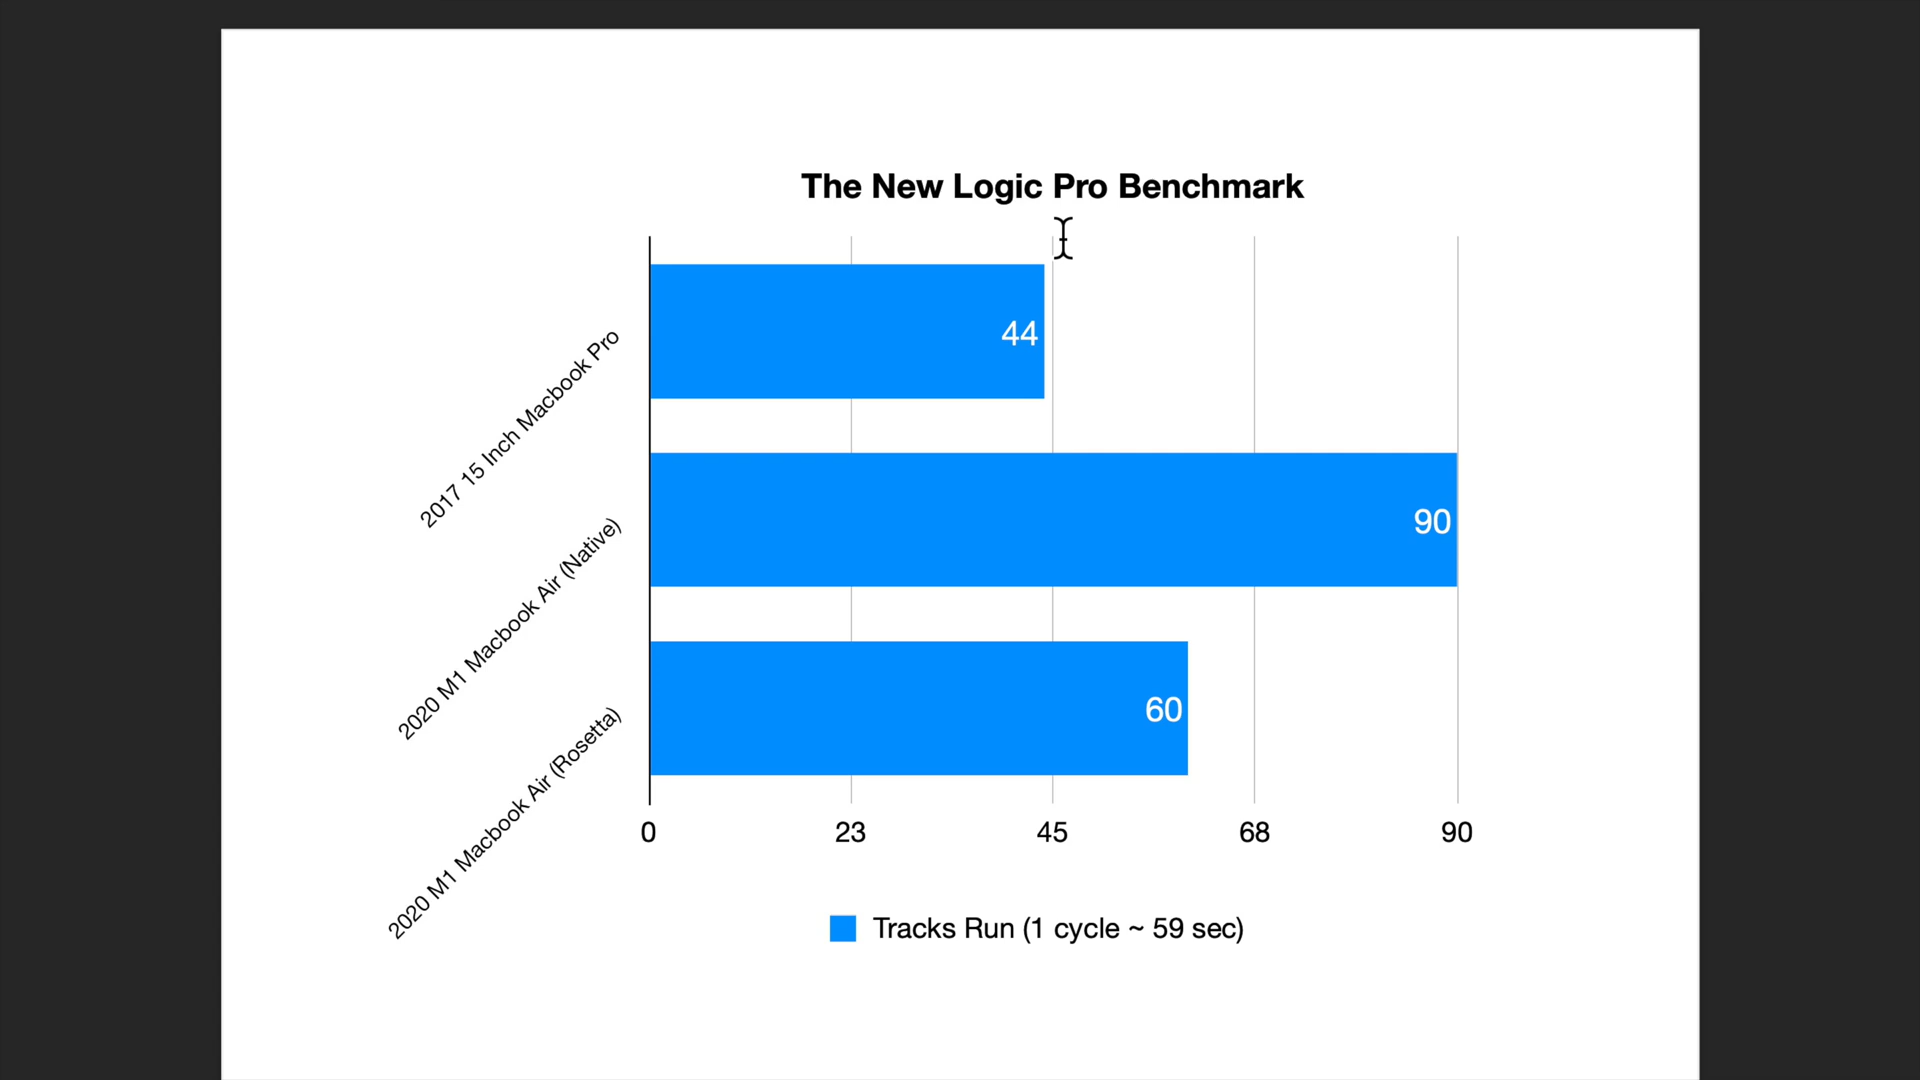 The New Logic Pro Benchmark
2017 15 Inch Macbook Pro
44
2020 M1 Macbook Air (Native)
90
2020 M1 Macbook Air (Rosetta)
60
0 23 45 68 90
Tracks Run (1 cycle ~ 59 sec)